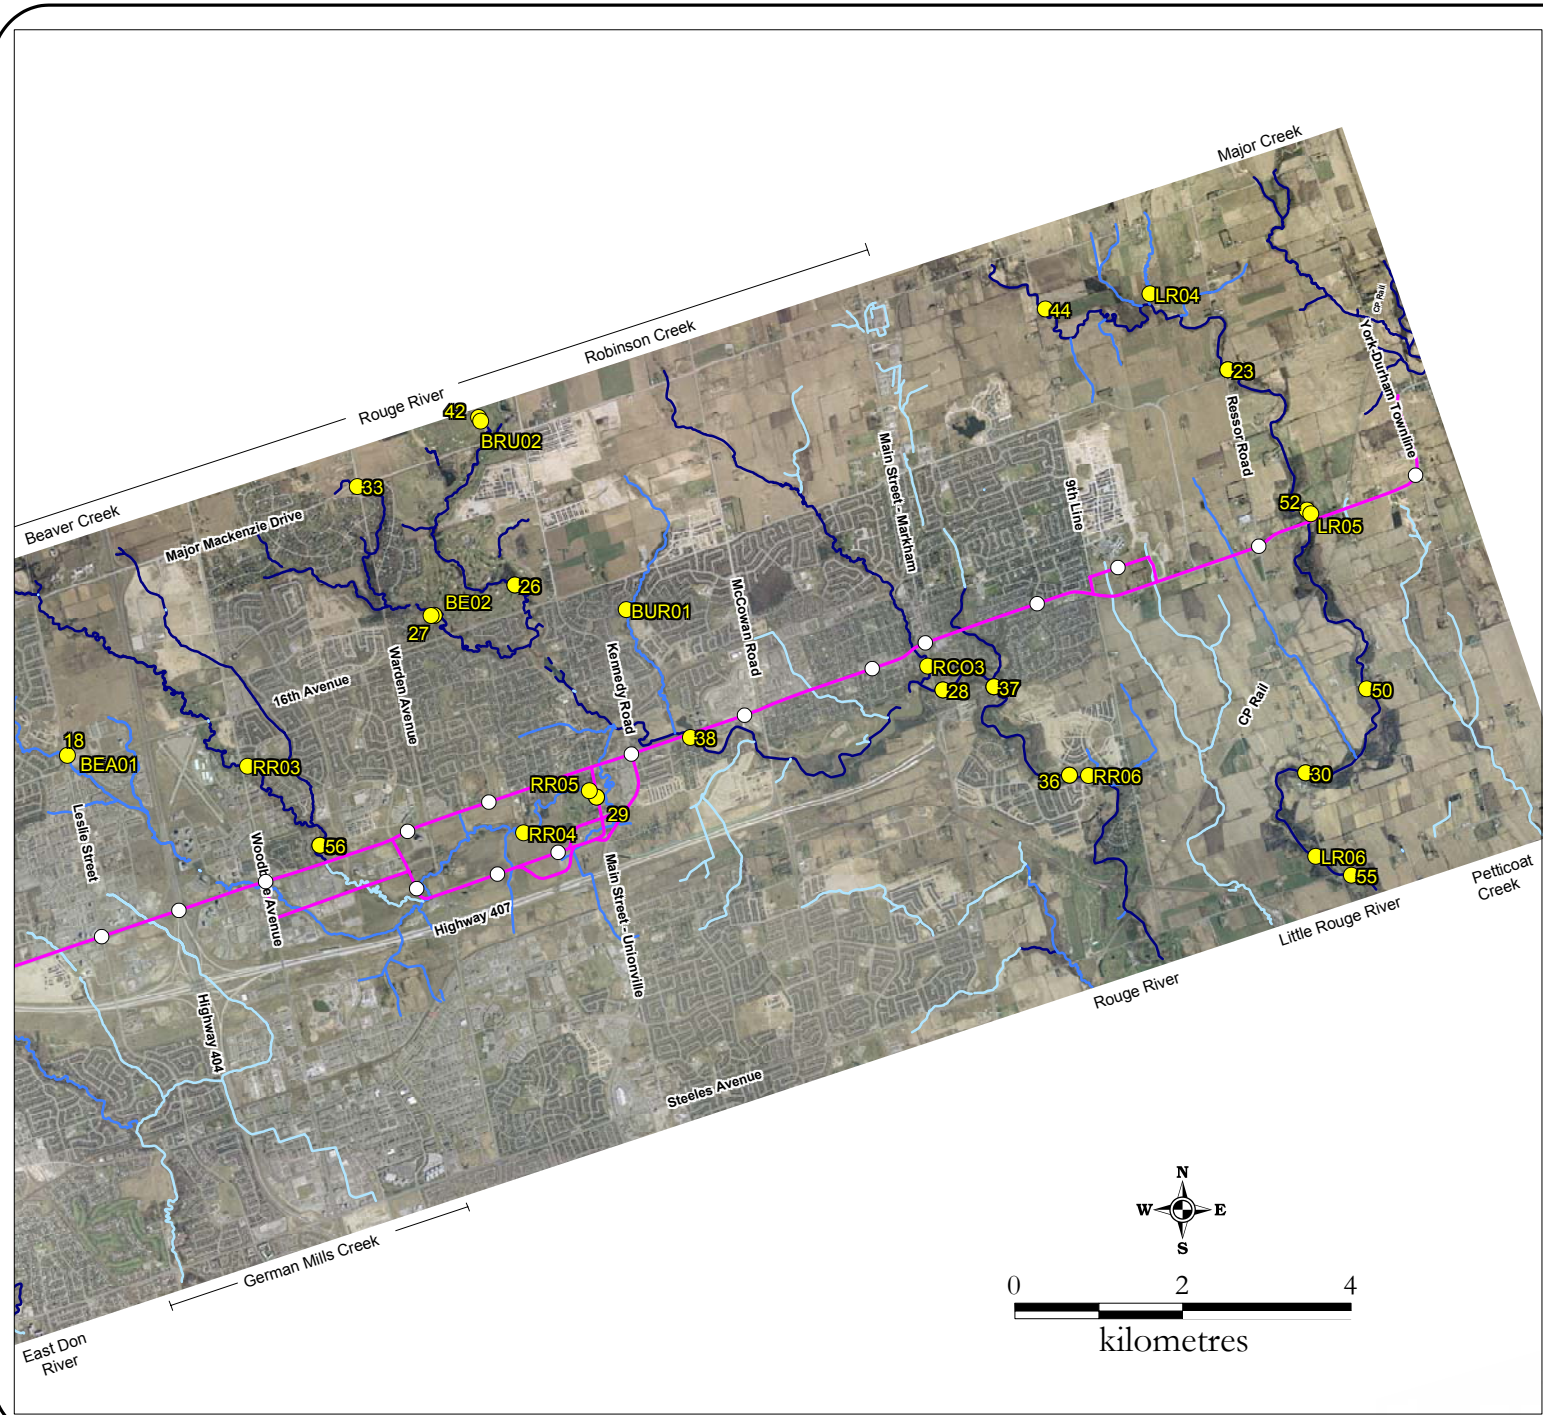 Major Creek
CP Rail
LR04
44
Robinson Creek
York-Durham Townline
23
Rouge River
42
BRU02
Ressor Road
Main Street - Markham
33
9th Line
52
LR05
Beaver Creek
Major Mackenzie Drive
26
BE02
27
BUR01
McCowan Road
Kennedy Road
Warden Avenue
16th Avenue
RCO3
28
37
50
CP Rail
18
BEA01
RR03
38
RR05
29
36
RR06
30
Leslie Street
56
RR04
Woodbine Avenue
LR06
55
Petticoat
Creek
Highway 407
Main Street - Unionville
Little Rouge River
Rouge River
Highway 404
Steeles Avenue
German Mills Creek
East Don
River
N
W
E
S
0
2
4
kilometres